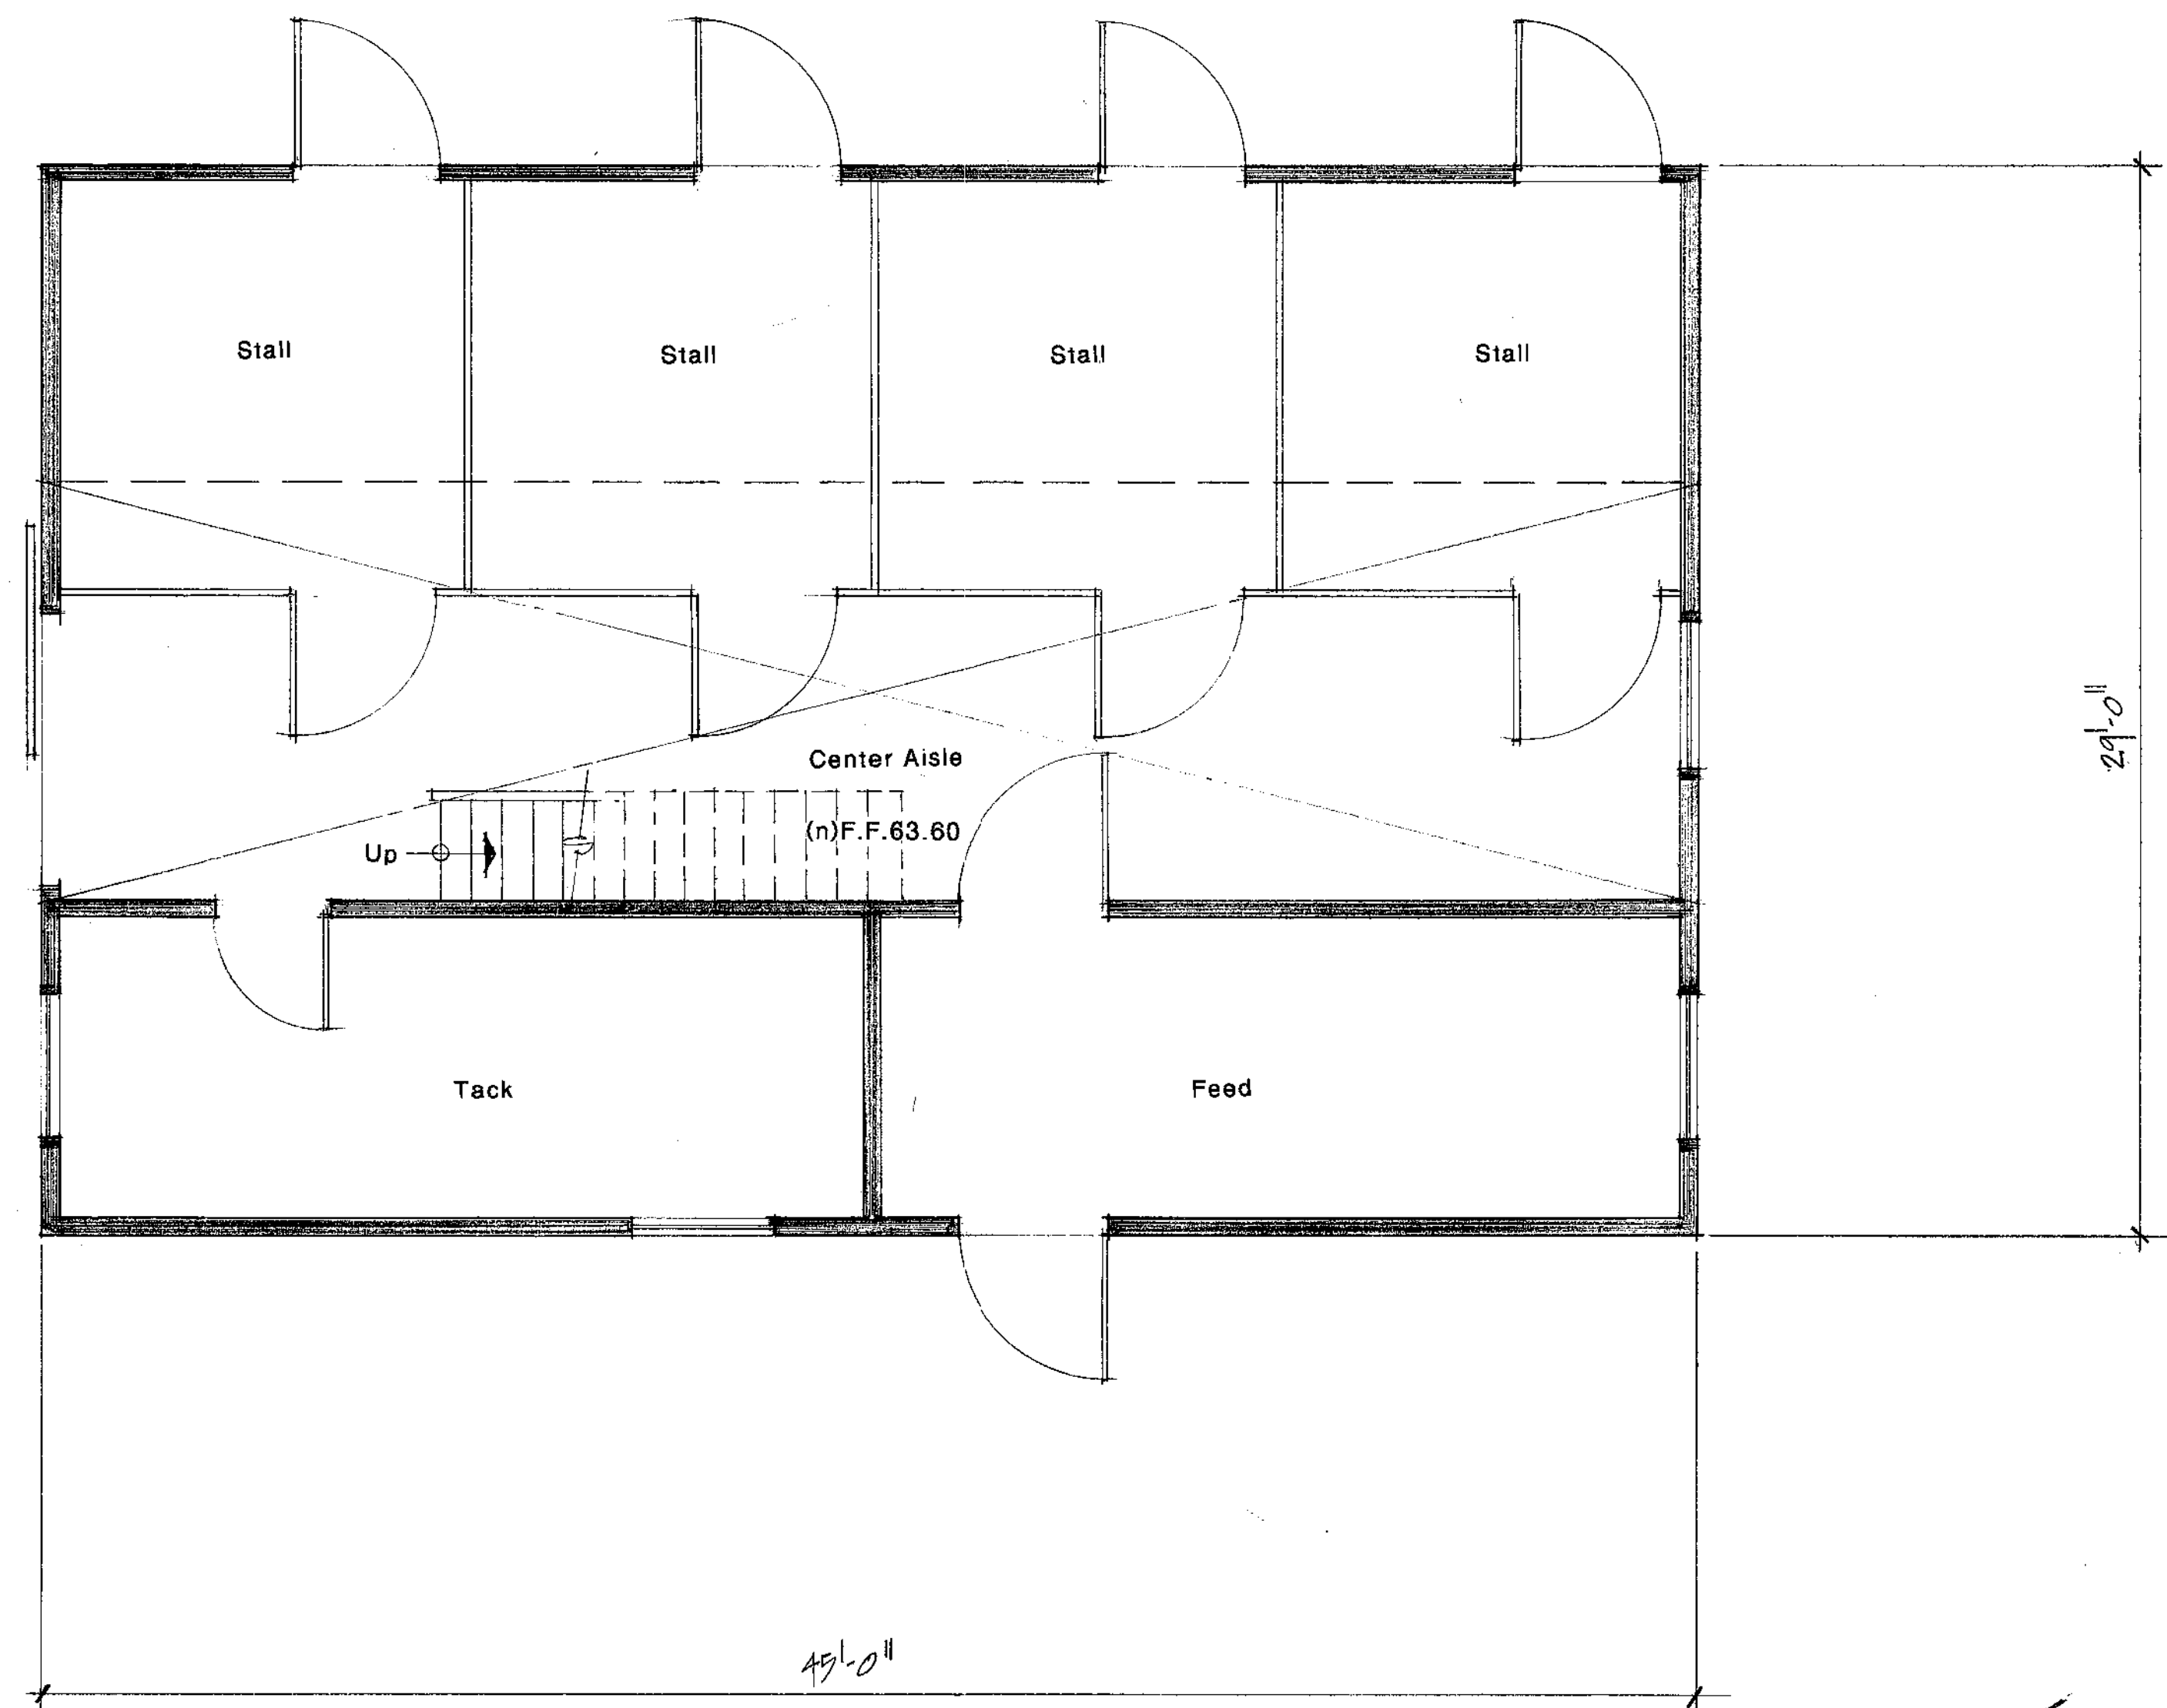 Stall
Stall
Stall
Stall
29'-0"
Center Aisle
(n)F.F.63.60
Up
Tack
Feed
45'-0"